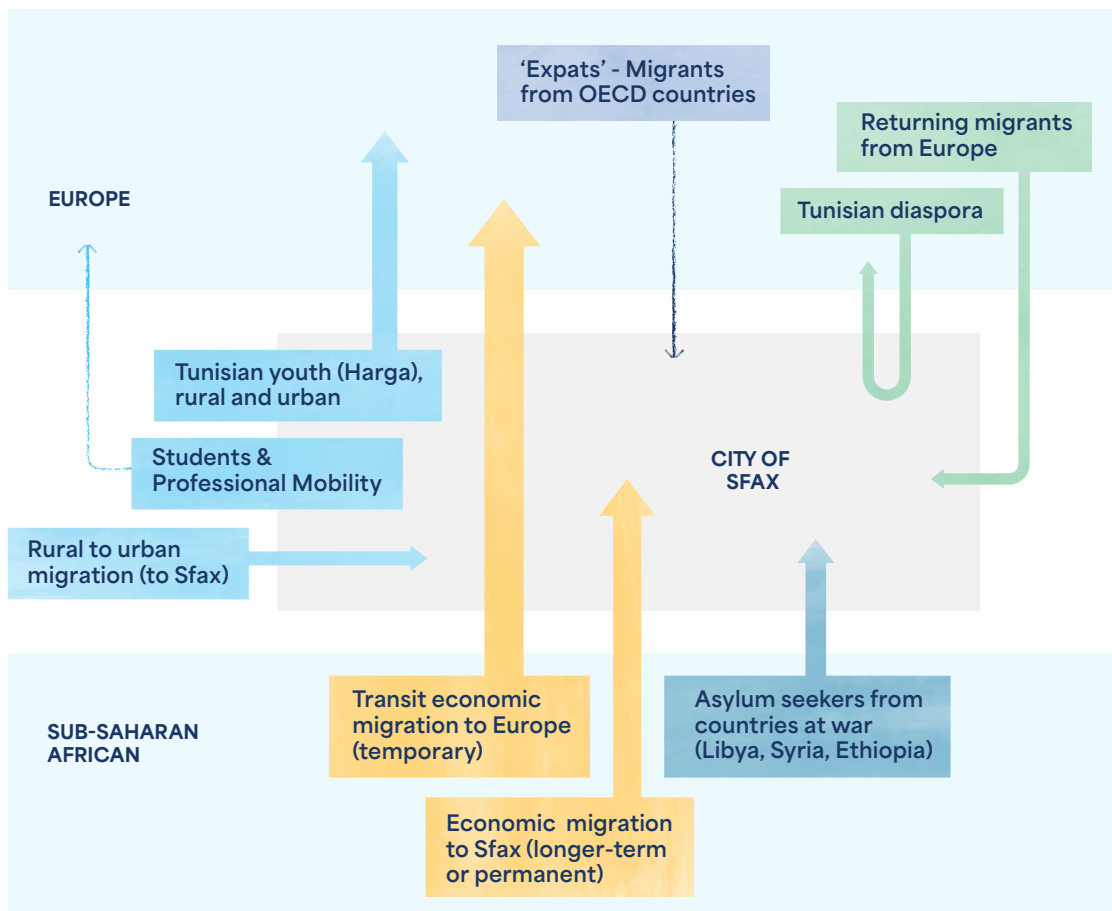 ‘Expats’ - Migrants
from OECD countries
Returning migrants
from Europe
EUROPE
Tunisian diaspora
Tunisian youth (Harga),
rural and urban
Students &
Professional Mobility
CITY OF
SFAX
Rural to urban
migration (to Sfax)
SUB-SAHARAN
AFRICAN
Transit economic
migration to Europe
(temporary)
Asylum seekers from
countries at war
(Libya, Syria, Ethiopia)
Economic migration
to Sfax (longer-term
or permanent)